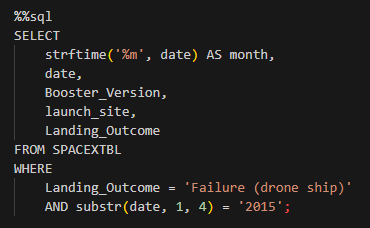 %%sql
SELECT
    strftime('%m', date) AS month,
    date,
    Booster_Version,
    launch_site,
    Landing_Outcome
FROM SPACEXTBL
WHERE
    Landing_Outcome = 'Failure (drone ship)'
    AND substr(date, 1, 4) = '2015';